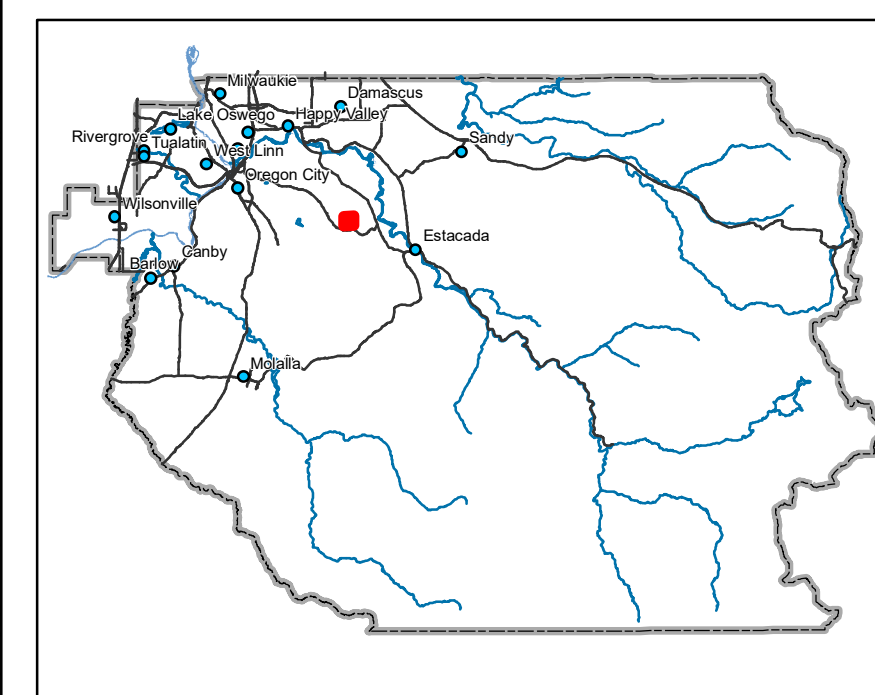 Milwaukie
Damascus
Lake Oswego
Happy Valley
Rivergrove
Tualatin
West Linn
Sandy
Oregon City
Wilsonville
Estacada
Canby
Barlow
Molalla